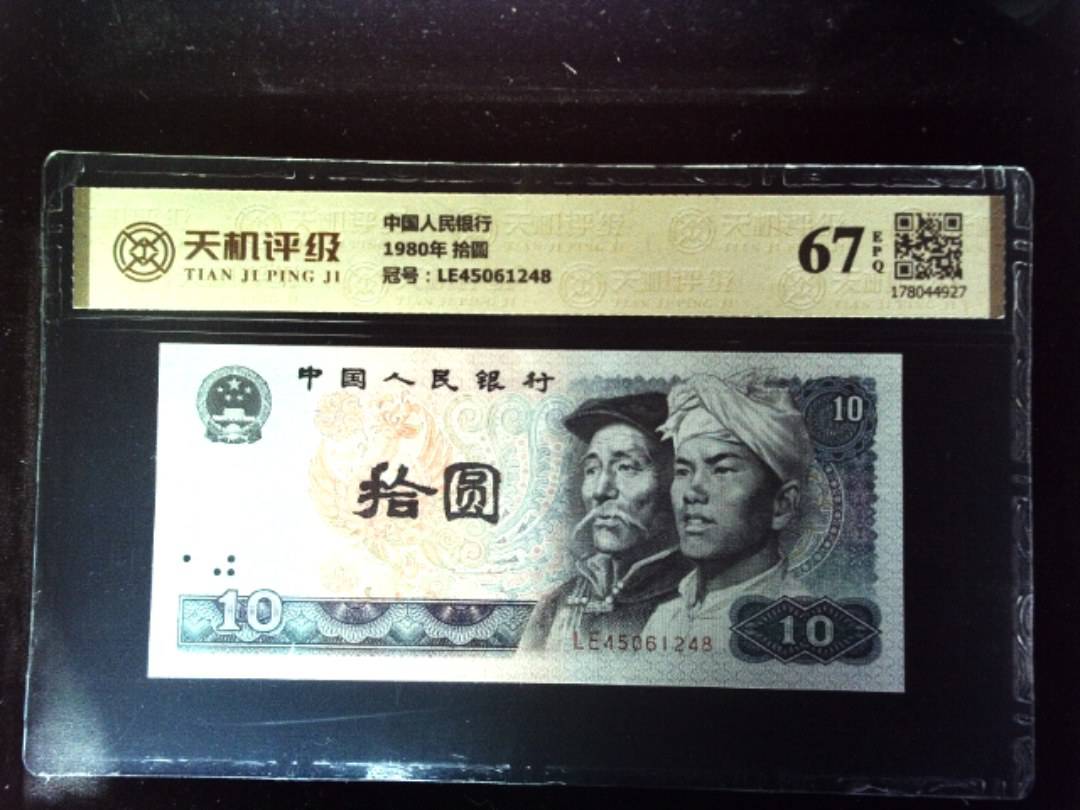 天机评级
TIAN JI PING JI
中国人民银行
1980年 拾圆
冠号：LE45061248
67
EPQ
178044927
中国人民银行
10
拾圆
10
LE45061248
10